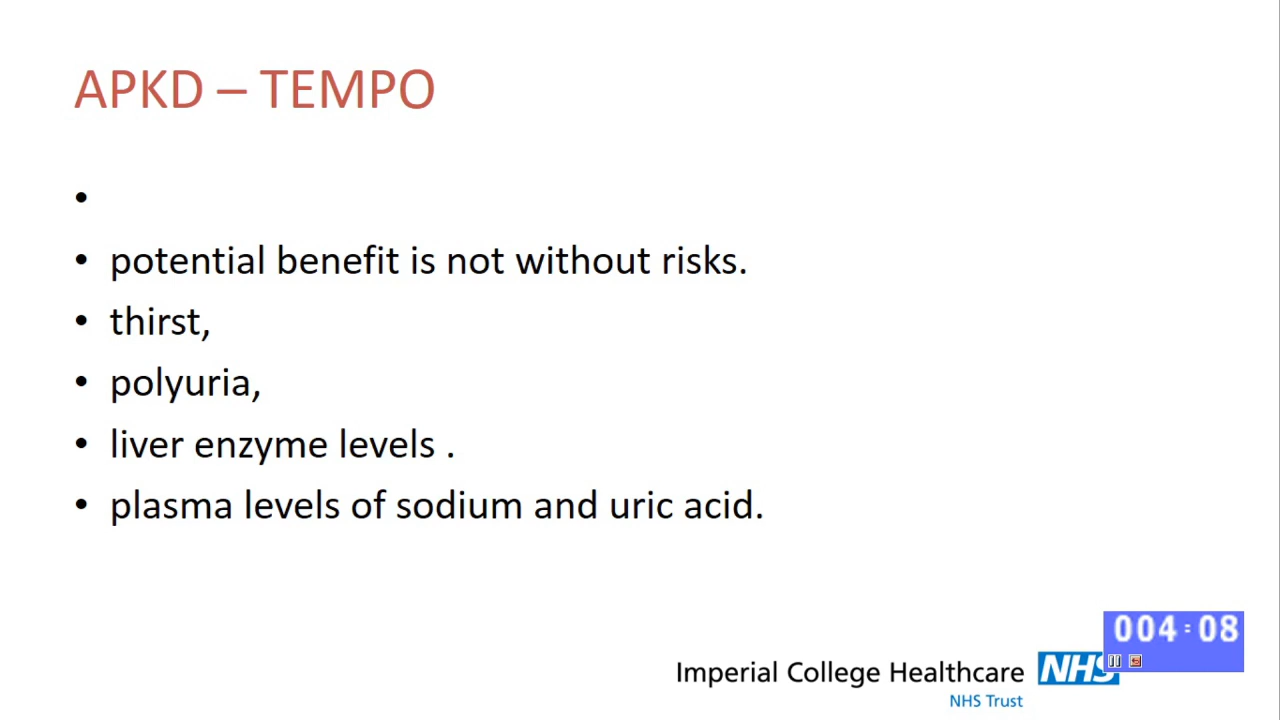 APKD – TEMPO
•
• potential benefit is not without risks.
• thirst,
• polyuria,
• liver enzyme levels .
• plasma levels of sodium and uric acid.
004:08
Imperial College Healthcare NHS
NHS Trust